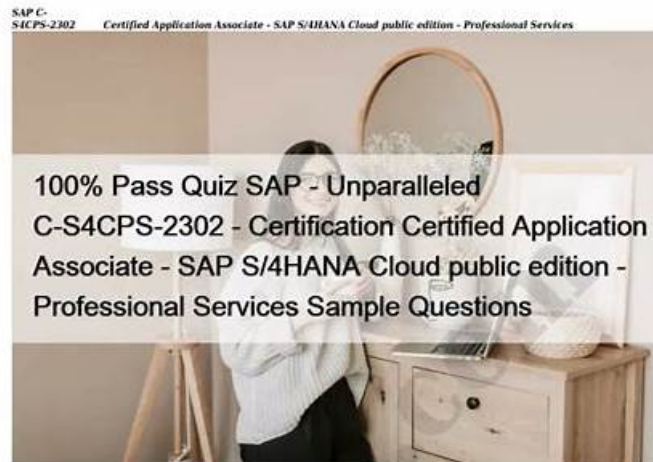 SAP C-
S4CPS-2302 Certified Application Associate - SAP S/4HANA Cloud public edition - Professional Services
100% Pass Quiz SAP - Unparalleled
C-S4CPS-2302 - Certification Certified Application
Associate - SAP S/4HANA Cloud public edition -
Professional Services Sample Questions